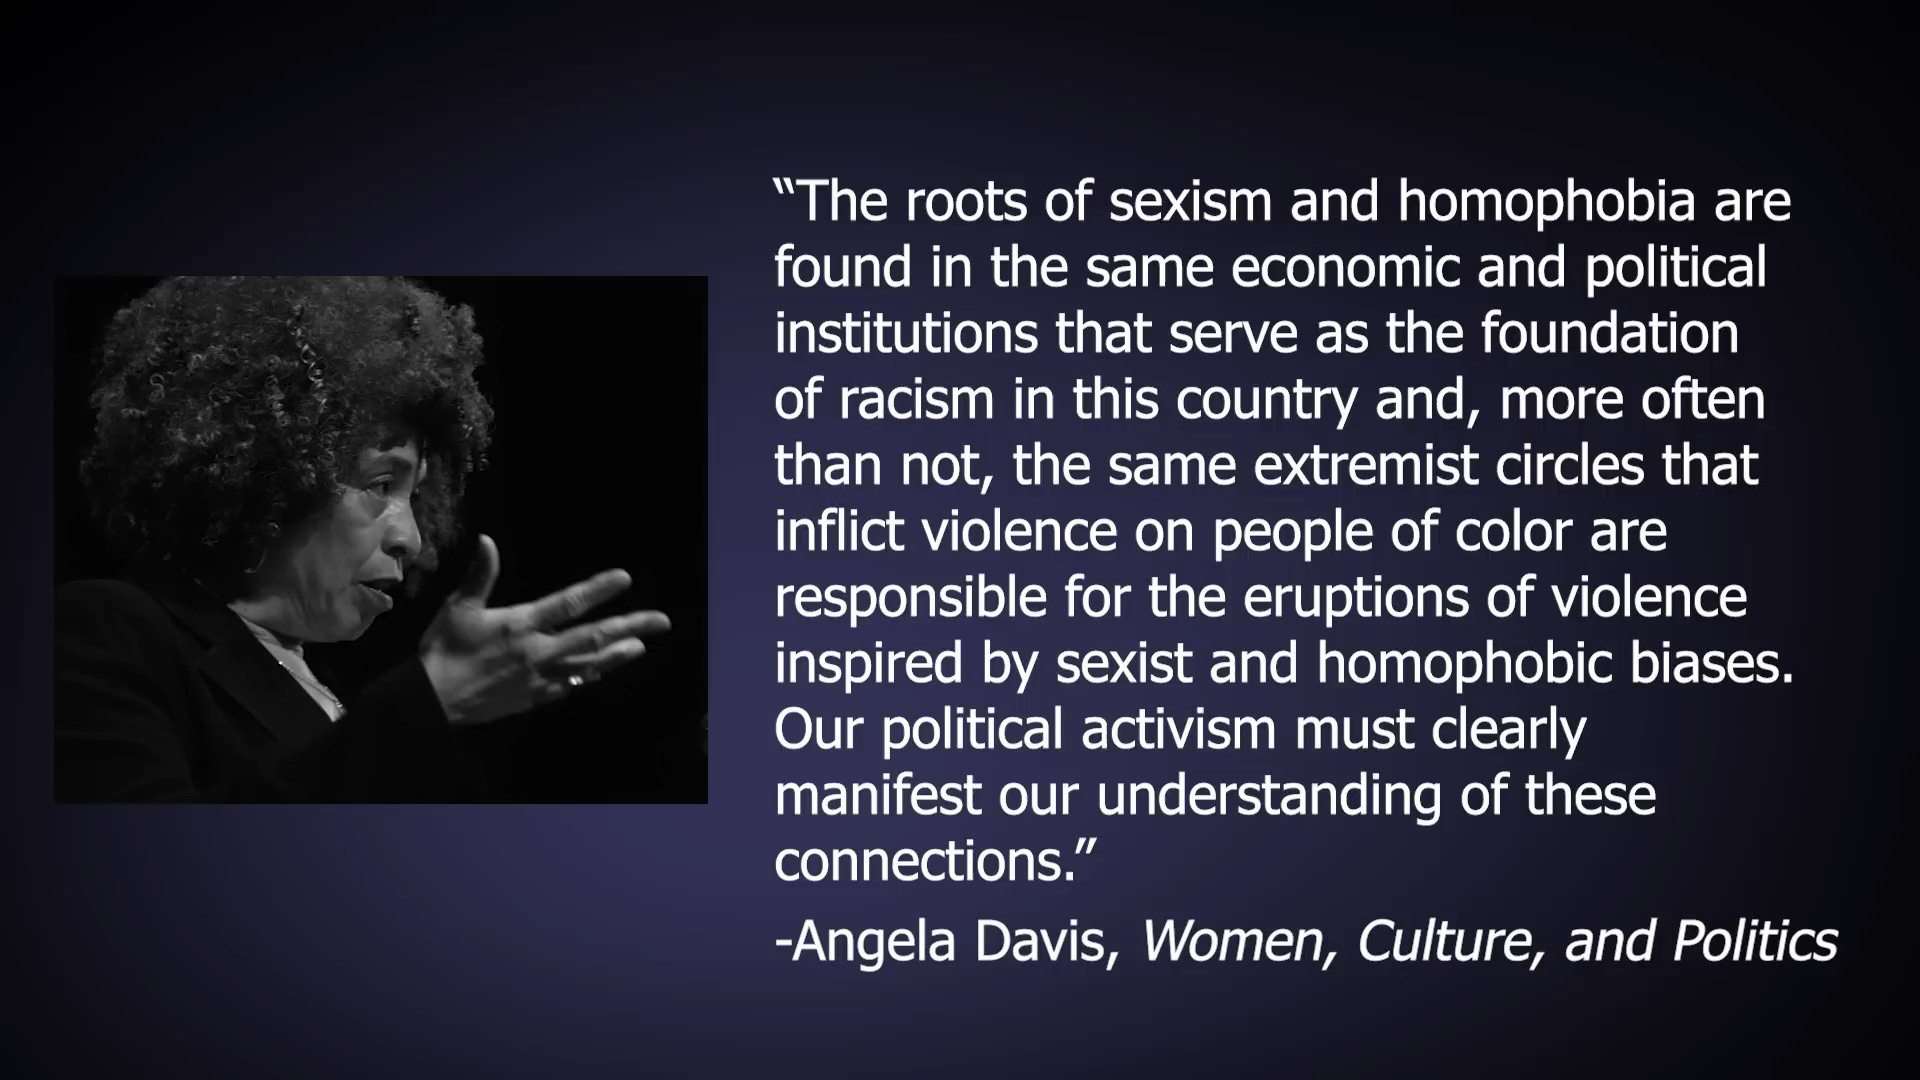 “The roots of sexism and homophobia are
found in the same economic and political
institutions that serve as the foundation
of racism in this country and, more often
than not, the same extremist circles that
inflict violence on people of color are
responsible for the eruptions of violence
inspired by sexist and homophobic biases.
Our political activism must clearly
manifest our understanding of these
connections.”
-Angela Davis, Women, Culture, and Politics